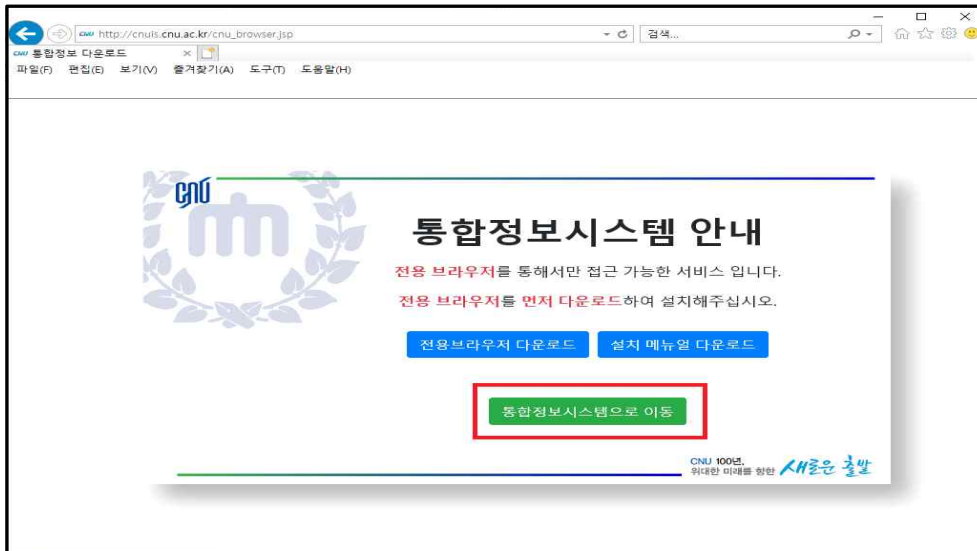 http://cnuis.cnu.ac.kr/cnu_browser.jsp
검색...
CNU 통합정보 다운로드
파일(F) 편집(E) 보기(V) 즐겨찾기(A) 도구(T) 도움말(H)
CNU
통합정보시스템 안내
전용 브라우저를 통해서만 접근 가능한 서비스 입니다.
전용 브라우저를 먼저 다운로드하여 설치해주십시오.
전용브라우저 다운로드 설치 메뉴얼 다운로드
통합정보시스템으로 이동
CNU 100년,
위대한 미래를 향한 새로운 출발